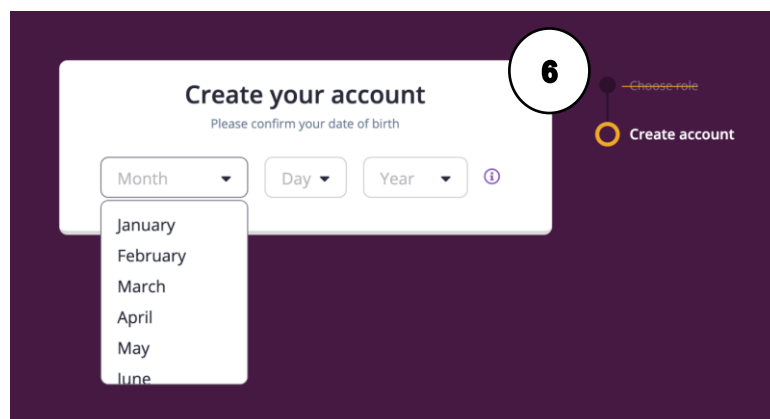 Create your account
Please confirm your date of birth
Month
Day
Year
January
February
March
April
May
June
6
Choose role
Create account